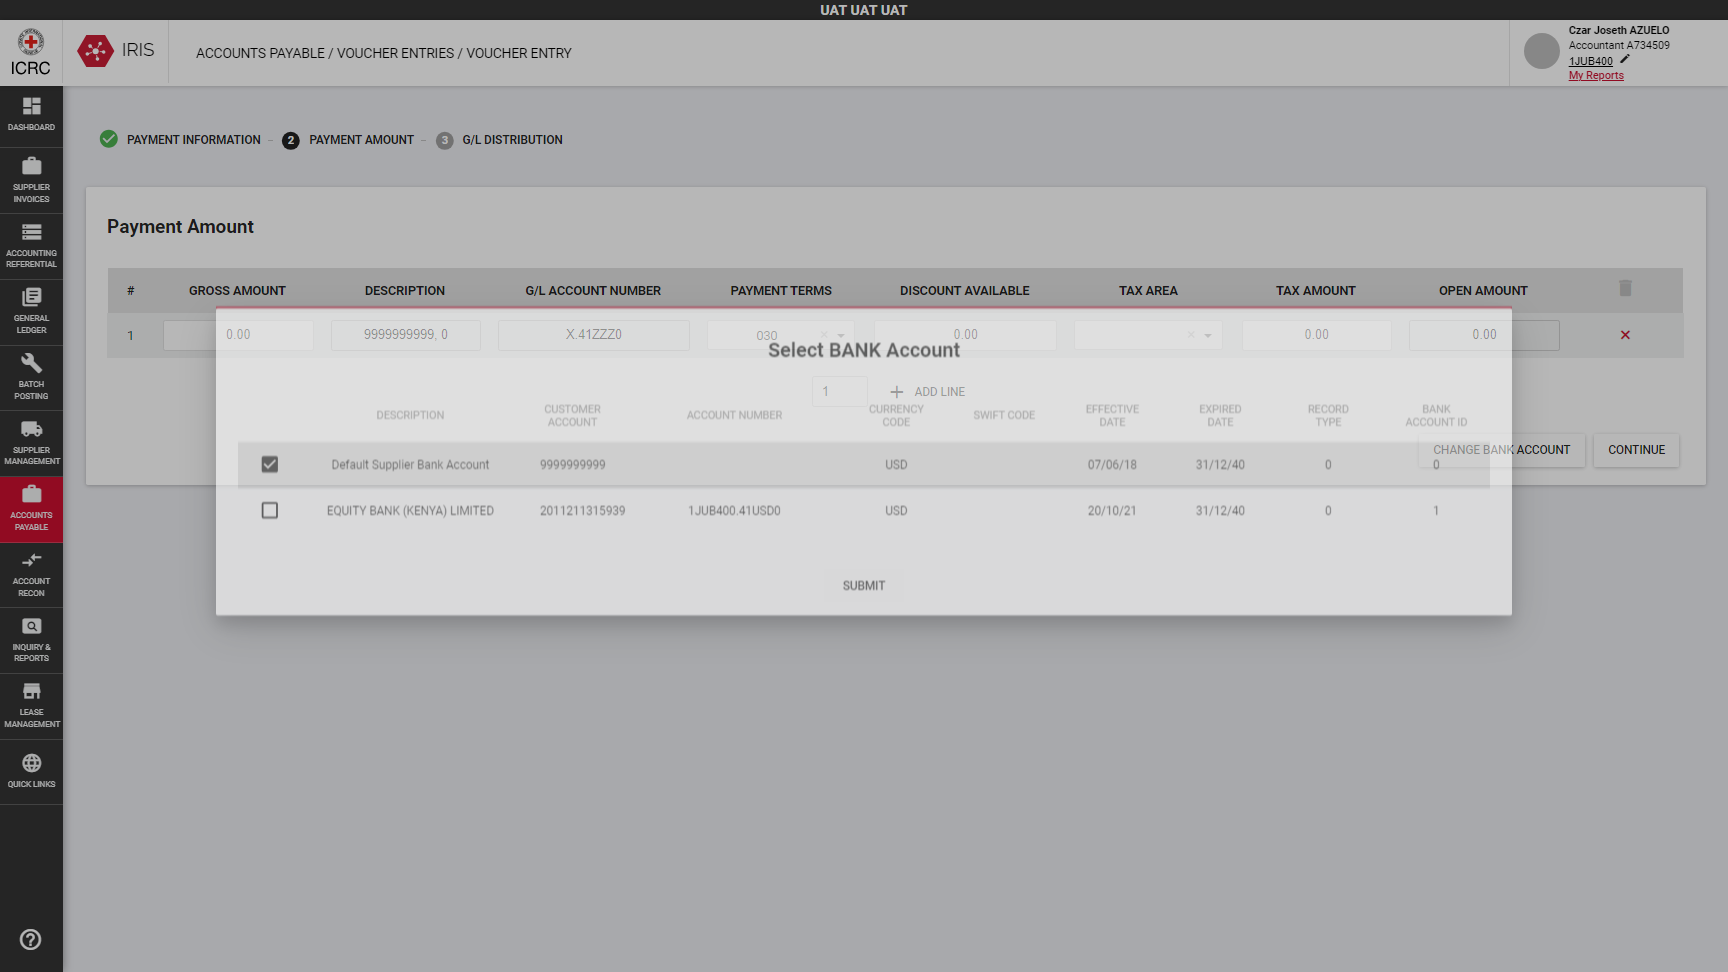 UAT UAT UAT
ICRC
IRIS
ACCOUNTS PAYABLE / VOUCHER ENTRIES / VOUCHER ENTRY
Czar Joseth AZUELO
Accountant A734509
1JUB400
My Reports
DASHBOARD
SUPPLIER
INVOICES
ACCOUNTING
REFERENTIAL
GENERAL
LEDGER
BATCH
POSTING
SUPPLIER
MANAGEMENT
ACCOUNTS
PAYABLE
ACCOUNT
RECON
INQUIRY &
REPORTS
LEASE
MANAGEMENT
QUICK LINKS
PAYMENT INFORMATION - 2 PAYMENT AMOUNT - 3 G/L DISTRIBUTION
Payment Amount
# GROSS AMOUNT DESCRIPTION G/L ACCOUNT NUMBER PAYMENT TERMS DISCOUNT AVAILABLE TAX AREA TAX AMOUNT OPEN AMOUNT
1 0.00 9999999999, 0 X.41ZZZ0 030 0.00 0.00 0.00
Select BANK Account
1 ADD LINE
DESCRIPTION CUSTOMER ACCOUNT ACCOUNT NUMBER CURRENCY CODE SWIFT CODE EFFECTIVE DATE EXPIRED DATE RECORD TYPE BANK ACCOUNT ID
CHANGE BANK ACCOUNT CONTINUE
Default Supplier Bank Account 9999999999 USD 07/06/18 31/12/40 0 0
EQUITY BANK (KENYA) LIMITED 2011211315939 1JUB400.41USD0 USD 20/10/21 31/12/40 0 1
SUBMIT